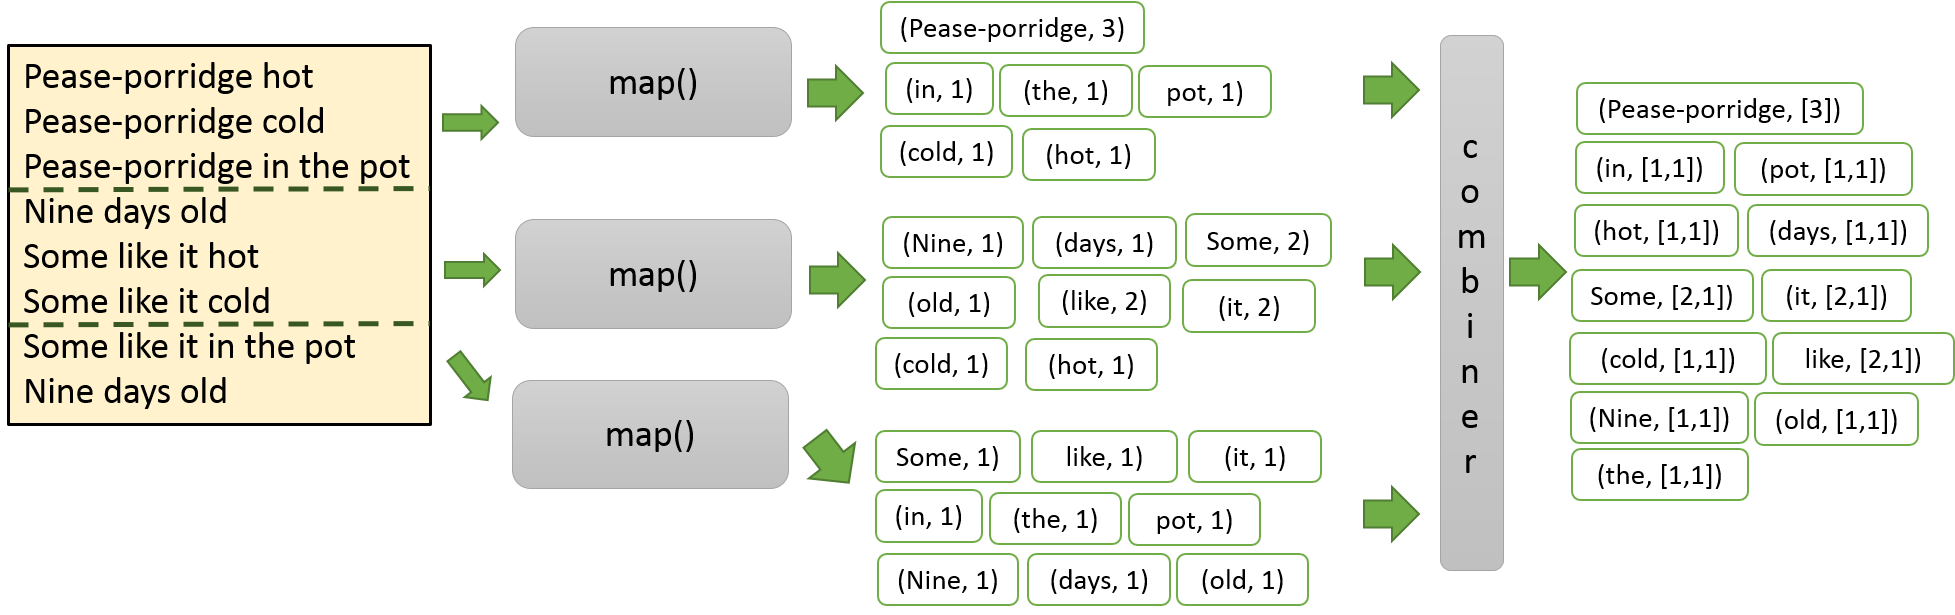 Pease-porridge hot
Pease-porridge cold
Pease-porridge in the pot
Nine days old
Some like it hot
Some like it cold
Some like it in the pot
Nine days old
map()
map()
map()
(Pease-porridge, 3)
(in, 1) (the, 1) pot, 1)
(cold, 1) (hot, 1)
(Nine, 1) (days, 1) Some, 2)
(old, 1) (like, 2) (it, 2)
(cold, 1) (hot, 1)
Some, 1) like, 1) (it, 1)
(in, 1) (the, 1) pot, 1)
(Nine, 1) (days, 1) (old, 1)
combiner
(Pease-porridge, [3])
(in, [1,1]) (pot, [1,1])
(hot, [1,1]) (days, [1,1])
Some, [2,1]) (it, [2,1])
(cold, [1,1]) like, [2,1])
(Nine, [1,1]) (old, [1,1])
(the, [1,1])